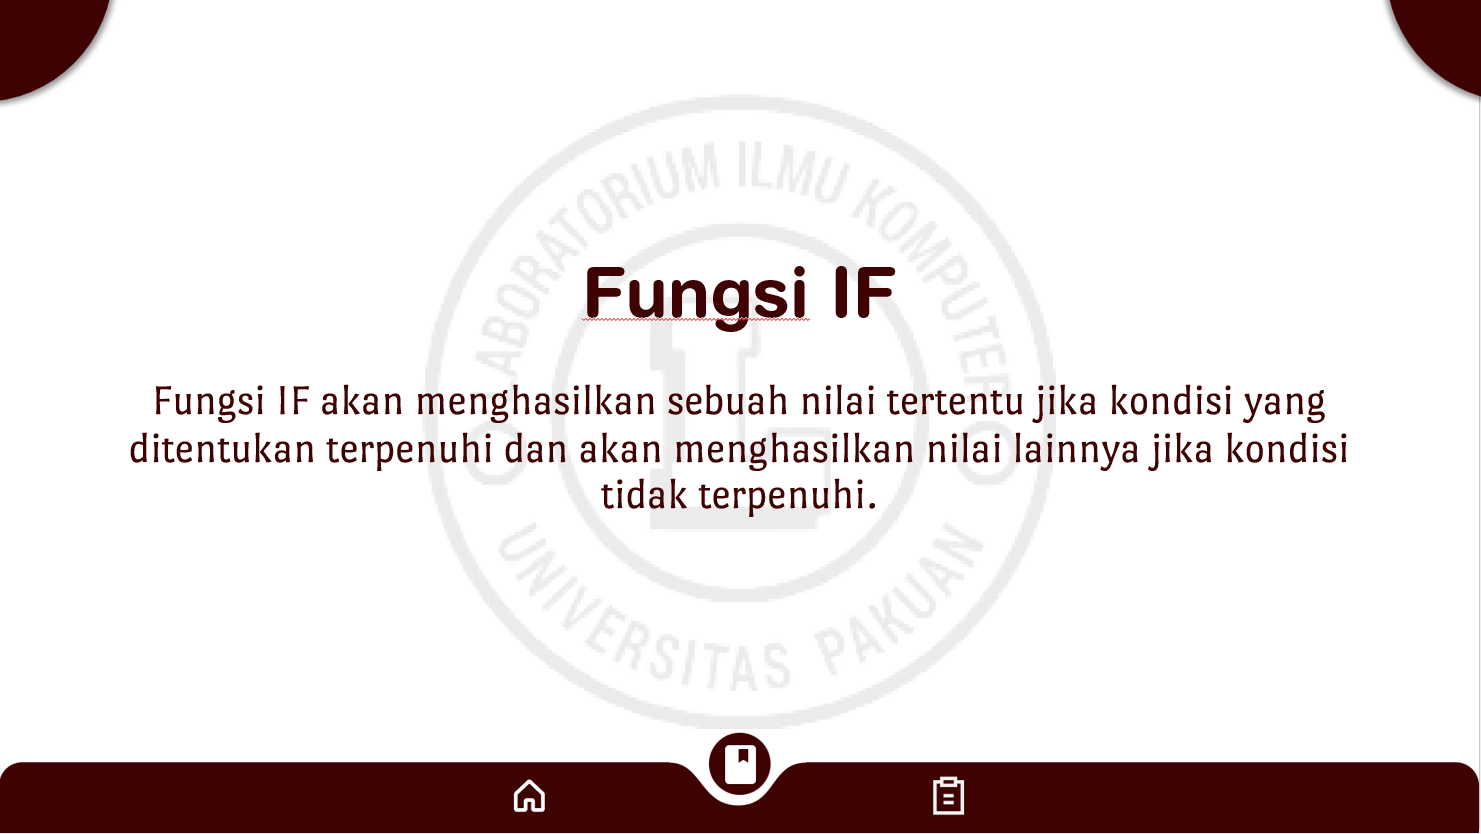 LABORATORIUM ILMU KOMPUTER
Fungsi IF
Fungsi IF akan menghasilkan sebuah nilai tertentu jika kondisi yang
ditentukan terpenuhi dan akan menghasilkan nilai lainnya jika kondisi
tidak terpenuhi.
UNIVERSITAS PAKUAN